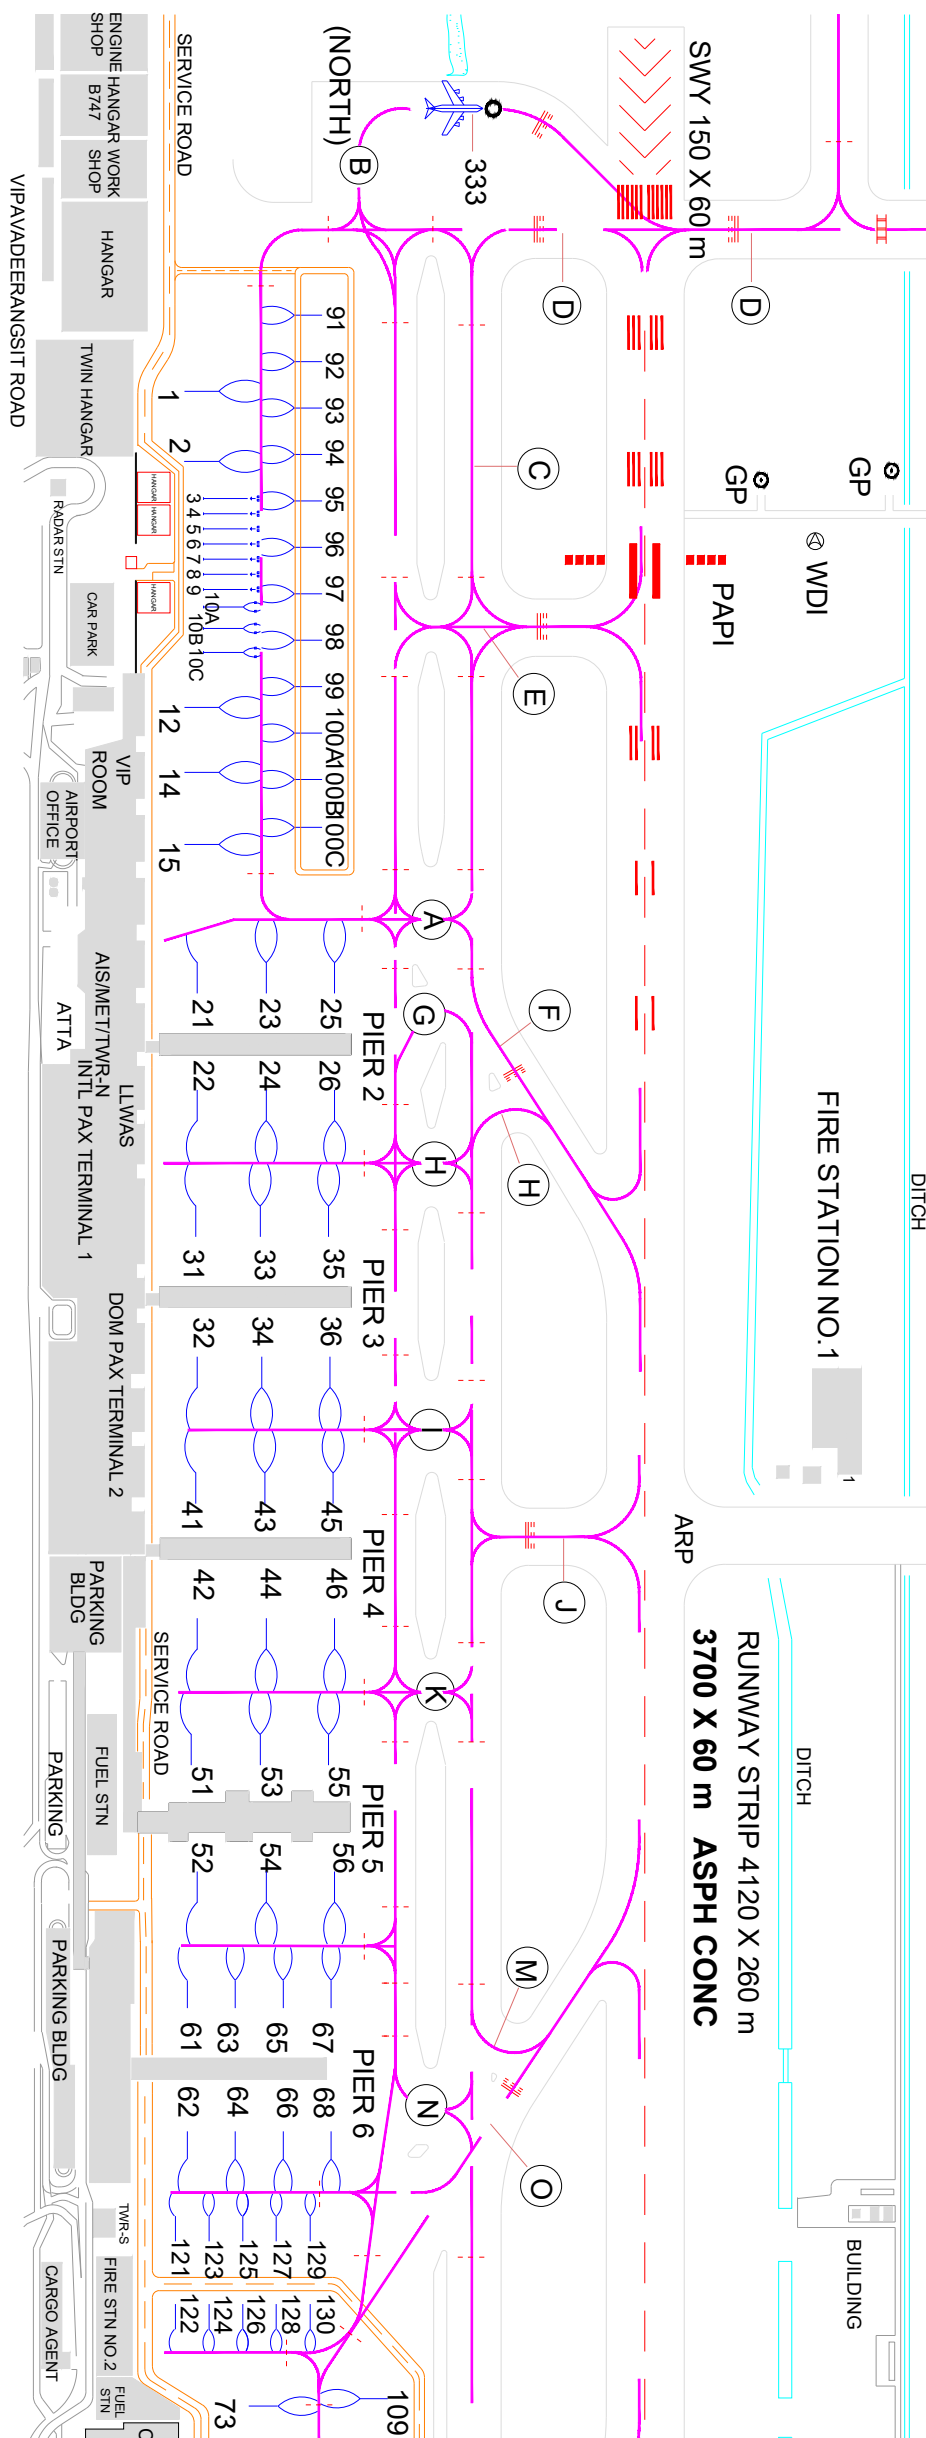 ENGINE
SHOP
HANGAR
B747
WORK
SHOP
HANGAR
TWIN HANGAR
VIPAVADEERANGSIT ROAD
SERVICE ROAD
(NORTH)
B
333
SWY 150 X 60 m
D
D
91
92
93
94
95
96
97
98
99
100A
100B
100C
1
2
3
4
5
6
7
8
9
10A
10B
10C
12
14
15
HANGAR
HANGAR
HANGAR
RADAR STN
CAR PARK
C
E
GP
GP
WDI
PAPI
VIP
ROOM
AIRPORT
OFFICE
A
G
F
H
H
21
23
25
PIER 2
22
24
26
AIS/MET/TWR-N
ATTA
LLWAS
INTL PAX TERMINAL 1
31
33
35
PIER 3
32
34
36
DOM PAX TERMINAL 2
FIRE STATION NO.1
1
DITCH
I
41
43
45
PIER 4
42
44
46
J
ARP
PARKING
BLDG
SERVICE ROAD
K
RUNWAY STRIP 4120 X 260 m
3700 X 60 m ASPH CONC
DITCH
FUEL STN
PARKING
51
53
55
PIER 5
52
54
56
PARKING BLDG
M
61
63
65
67
PIER 6
62
64
66
68
N
O
TWR-S
121
123
125
127
129
122
124
126
128
130
FIRE STN NO.2
CARGO AGENT
FUEL
STN
BUILDING
73
109